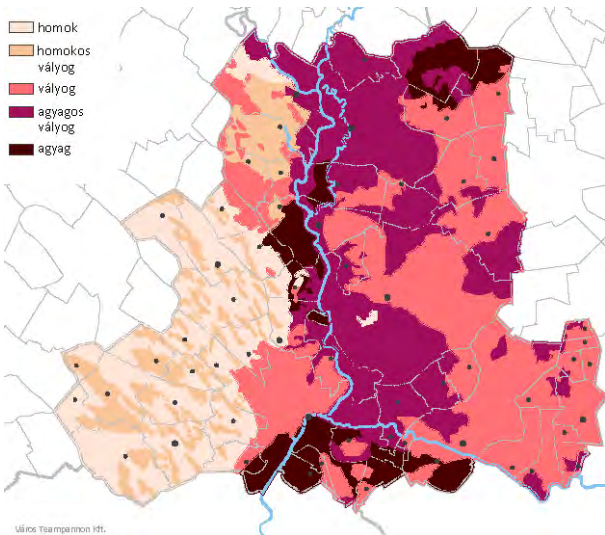 homok
homokos
vályog
vályog
agyagos
vályog
agyag
Város Teampannon Kft.